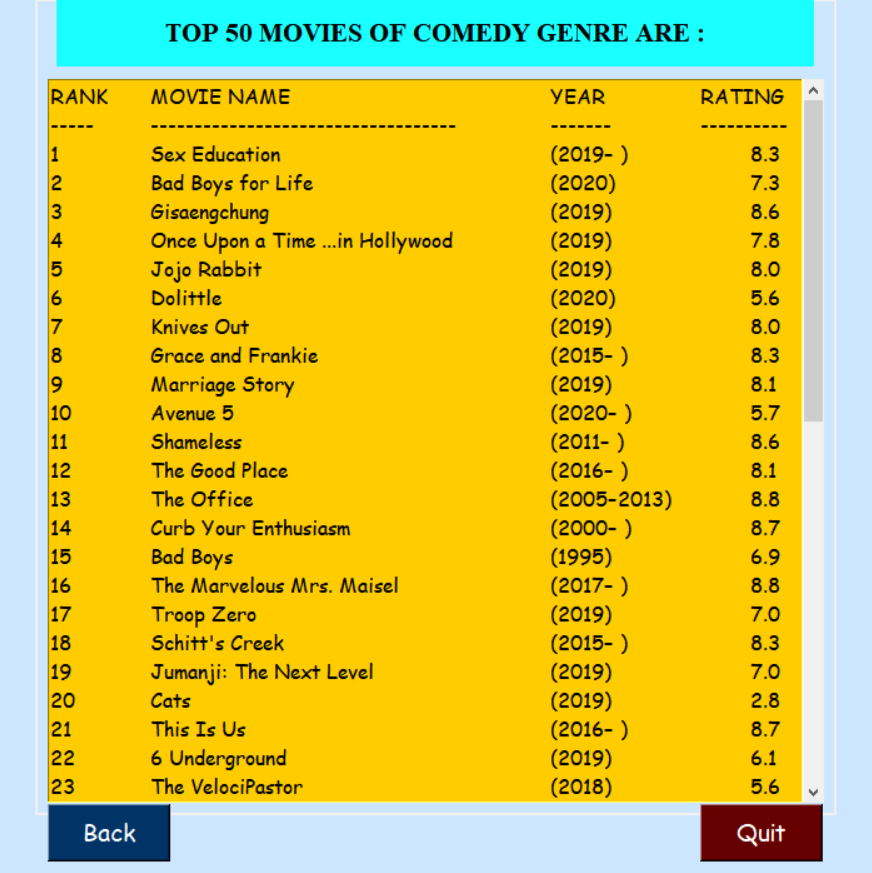 TOP 50 MOVIES OF COMEDY GENRE ARE :
RANK MOVIE NAME YEAR RATING
----- ---------------------------------- ------- ----------
1 Sex Education (2019– ) 8.3
2 Bad Boys for Life (2020) 7.3
3 Gisaengchung (2019) 8.6
4 Once Upon a Time ...in Hollywood (2019) 7.8
5 Jojo Rabbit (2019) 8.0
6 Dolittle (2020) 5.6
7 Knives Out (2019) 8.0
8 Grace and Frankie (2015– ) 8.3
9 Marriage Story (2019) 8.1
10 Avenue 5 (2020– ) 5.7
11 Shameless (2011– ) 8.6
12 The Good Place (2016– ) 8.1
13 The Office (2005–2013) 8.8
14 Curb Your Enthusiasm (2000– ) 8.7
15 Bad Boys (1995) 6.9
16 The Marvelous Mrs. Maisel (2017– ) 8.8
17 Troop Zero (2019) 7.0
18 Schitt's Creek (2015– ) 8.3
19 Jumanji: The Next Level (2019) 7.0
20 Cats (2019) 2.8
21 This Is Us (2016– ) 8.7
22 6 Underground (2019) 6.1
23 The VelociPastor (2018) 5.6
Back Quit